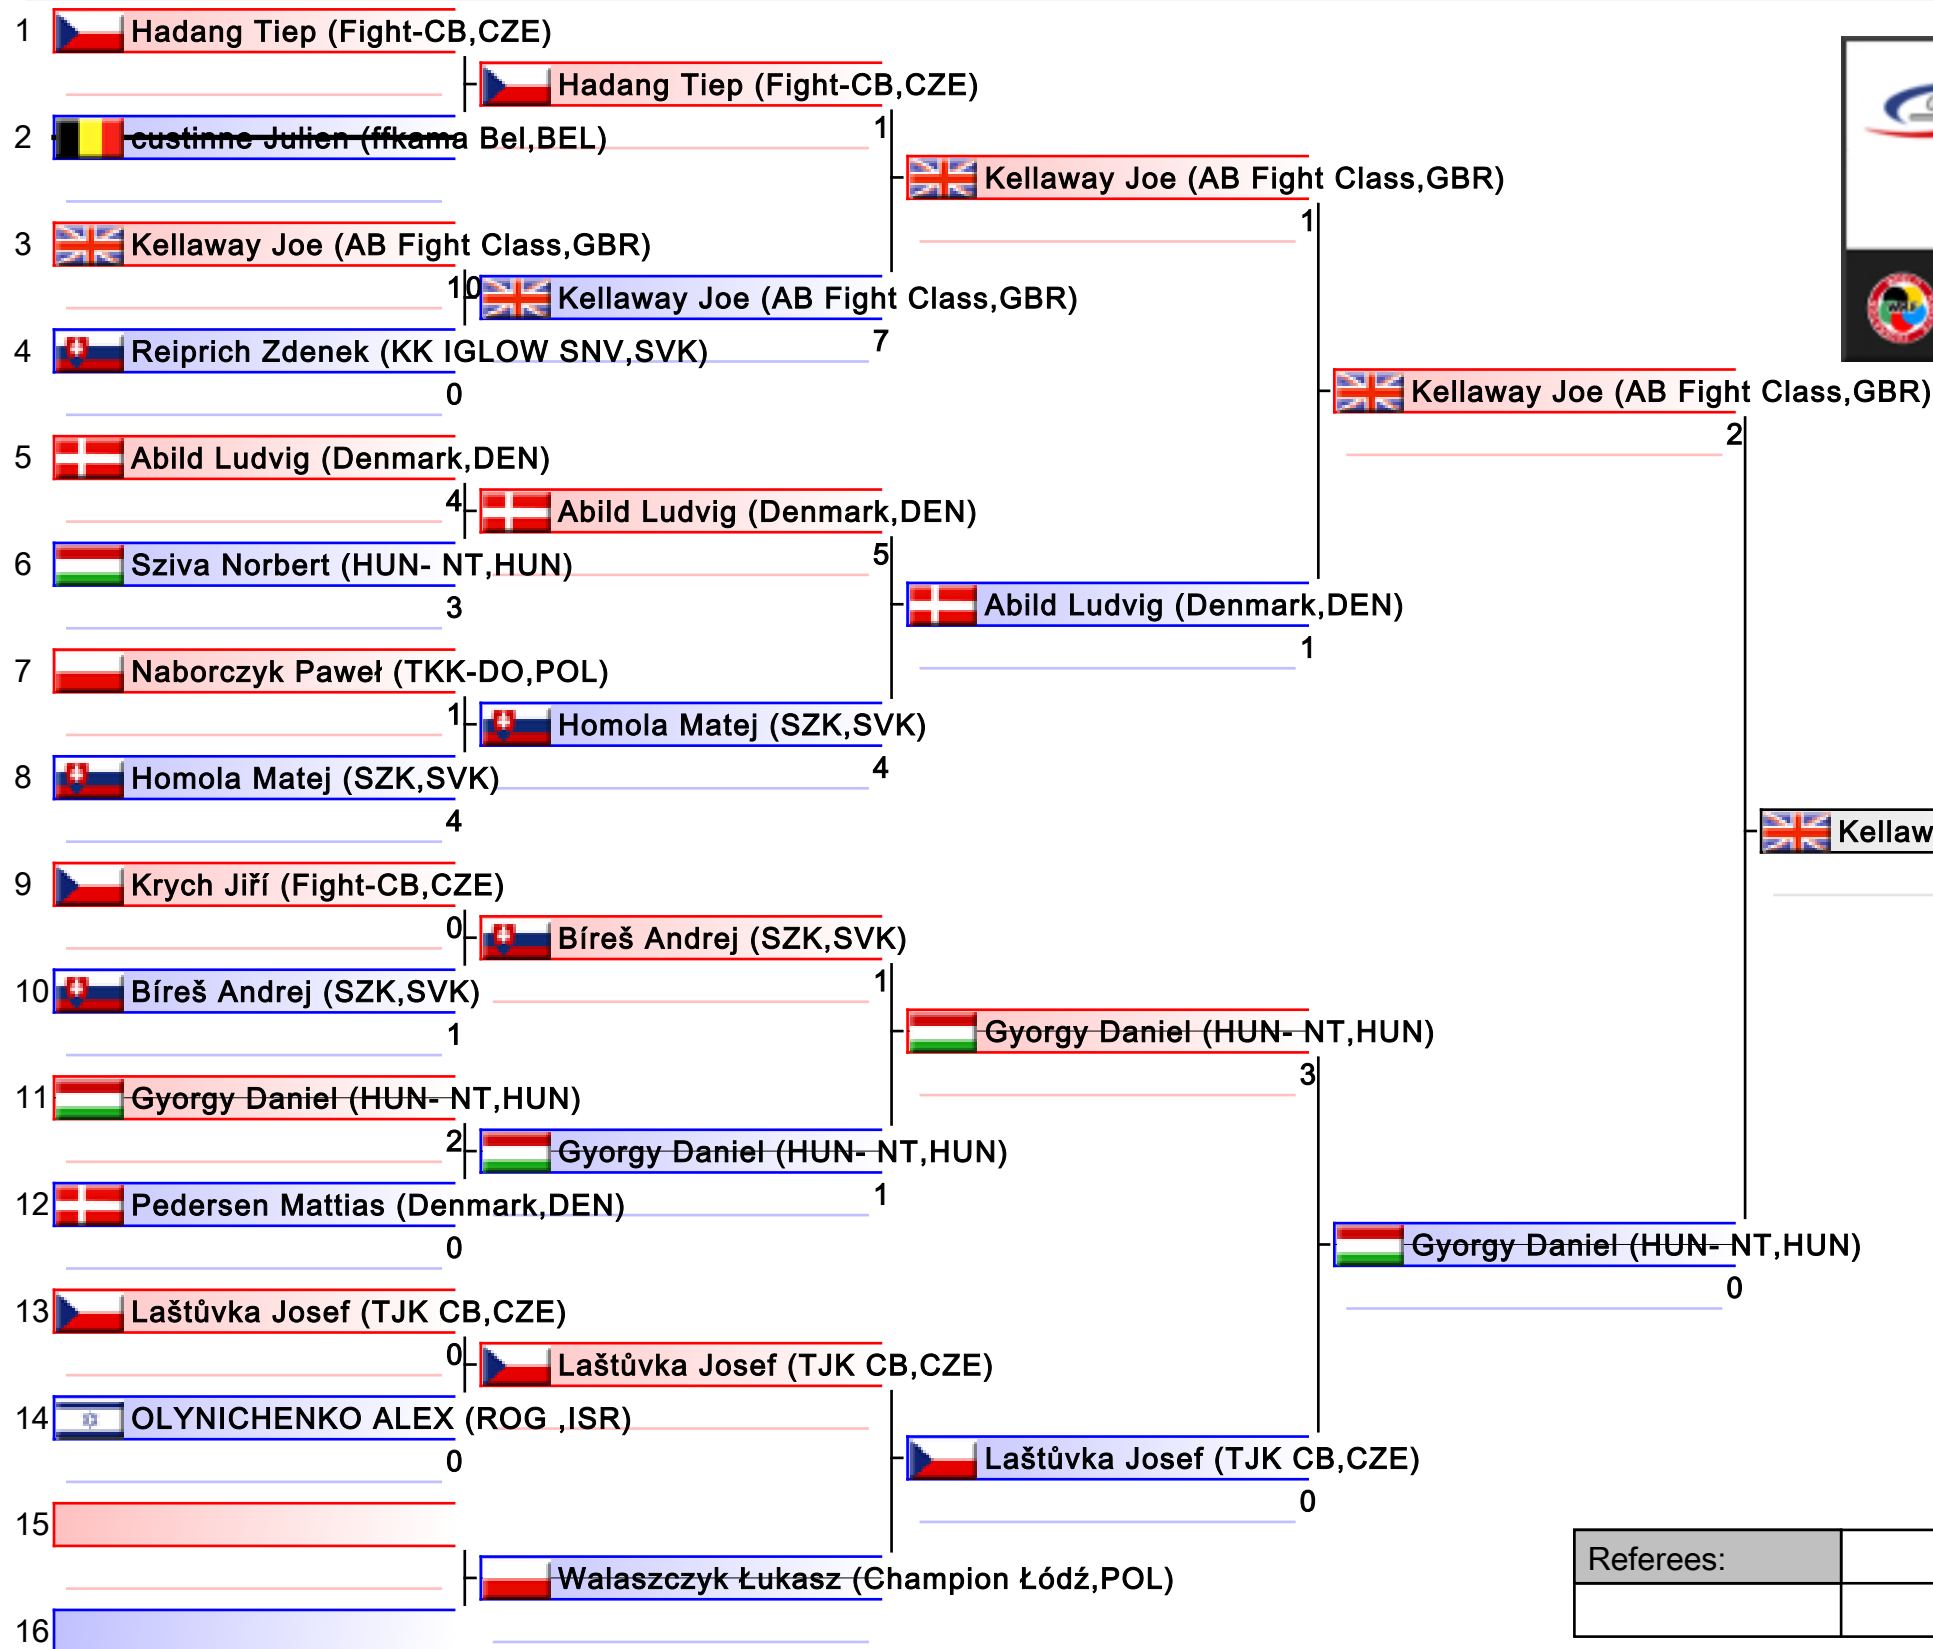 1 Hadang Tiep (Fight-CB,CZE)
Hadang Tiep (Fight-CB,CZE)
1
2 custinne Julien (ffkama Bel,BEL)
Kellaway Joe (AB Fight Class,GBR)
1
3 Kellaway Joe (AB Fight Class,GBR)
10
Kellaway Joe (AB Fight Class,GBR)
7
4 Reiprich Zdenek (KK IGLOW SNV,SVK)
0
Kellaway Joe (AB Fight Class,GBR)
2
5 Abild Ludvig (Denmark,DEN)
4
Abild Ludvig (Denmark,DEN)
5
6 Sziva Norbert (HUN- NT,HUN)
3
Abild Ludvig (Denmark,DEN)
1
7 Naborczyk Paweł (TKK-DO,POL)
1
Homola Matej (SZK,SVK)
4
8 Homola Matej (SZK,SVK)
4
Kellaw
9 Krych Jiří (Fight-CB,CZE)
0
Bíreš Andrej (SZK,SVK)
1
10 Bíreš Andrej (SZK,SVK)
1
Gyorgy Daniel (HUN- NT,HUN)
3
11 Gyorgy Daniel (HUN- NT,HUN)
2
Gyorgy Daniel (HUN- NT,HUN)
1
12 Pedersen Mattias (Denmark,DEN)
0
Gyorgy Daniel (HUN- NT,HUN)
0
13 Laštůvka Josef (TJK CB,CZE)
0
Laštůvka Josef (TJK CB,CZE)
14 OLYNICHENKO ALEX (ROG ,ISR)
0
Laštůvka Josef (TJK CB,CZE)
0
15
Walaszczyk Łukasz (Champion Łódź,POL)
16
Referees: